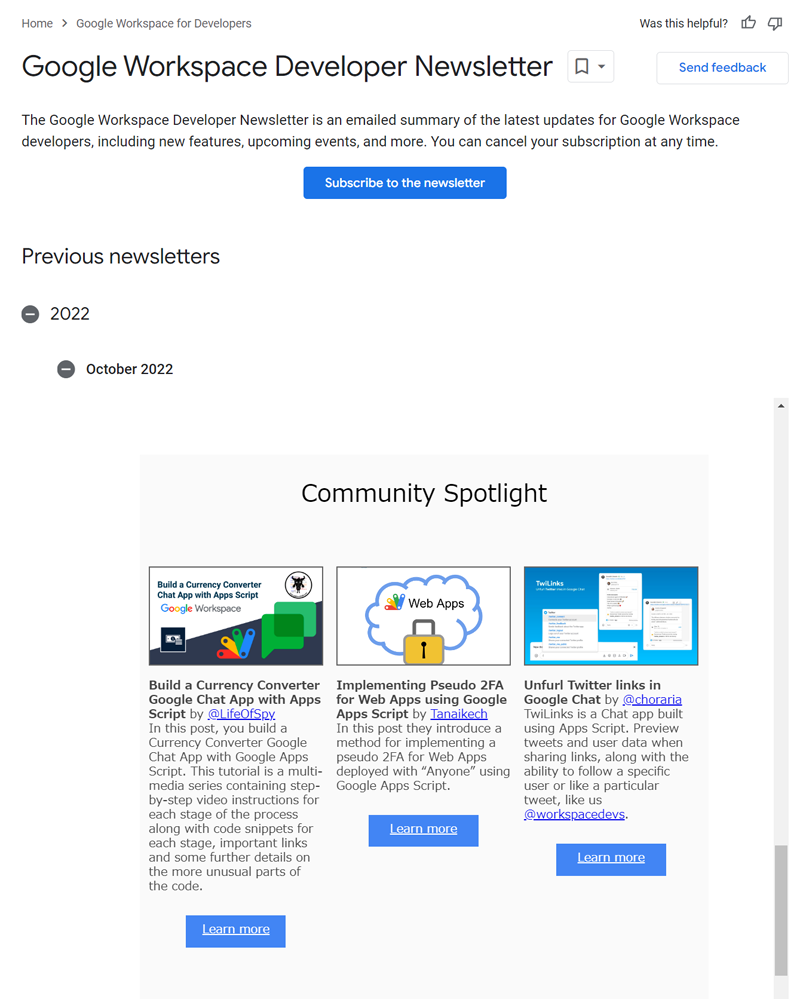 Home > Google Workspace for Developers
Was this helpful?
Google Workspace Developer Newsletter
Send feedback
The Google Workspace Developer Newsletter is an emailed summary of the latest updates for Google Workspace
developers, including new features, upcoming events, and more. You can cancel your subscription at any time.
Subscribe to the newsletter
Previous newsletters
2022
October 2022
Community Spotlight
Build a Currency Converter
Chat App with Apps Script
Google Workspace
Build a Currency Converter
Google Chat App with Apps
Script by @LifeOfSpy
In this post, you build a
Currency Converter Google
Chat App with Google Apps
Script. This tutorial is a multi-
media series containing step-
by-step video instructions for
each stage of the process
along with code snippets for
each stage, important links
and some further details on
the more unusual parts of
the code.
Learn more
Web Apps
Implementing Pseudo 2FA
for Web Apps using Google
Apps Script by Tanaikech
In this post they introduce a
method for implementing a
pseudo 2FA for Web Apps
deployed with “Anyone” using
Google Apps Script.
Learn more
TwiLinks
Unfurl Twitter links in
Google Chat by @choraria
TwiLinks is a Chat app built
using Apps Script. Preview
tweets and user data when
sharing links, along with the
ability to follow a specific
user or like a particular
tweet, like us
@workspacedevs.
Learn more